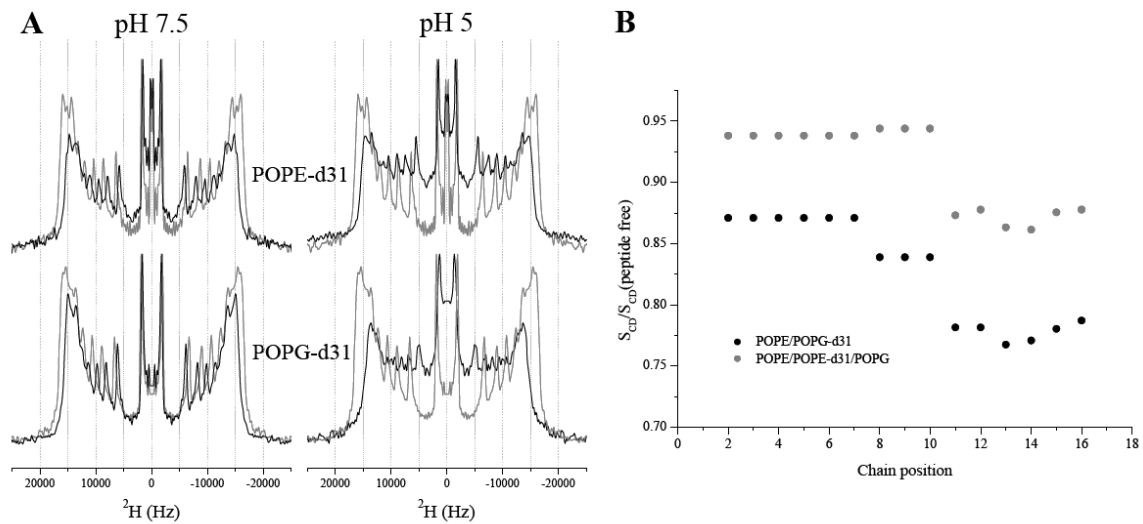 A
pH 7.5
pH 5
POPE-d31
POPG-d31
20000 10000 0 -10000 -20000
20000 10000 0 -10000 -20000
²H (Hz)
²H (Hz)
B
0.95
0.90
0.85
0.80
0.75
0.70
S_CD/S_CD(peptide free)
POPE/POPG-d31
POPE/POPE-d31/POPG
0 2 4 6 8 10 12 14 16 18
Chain position